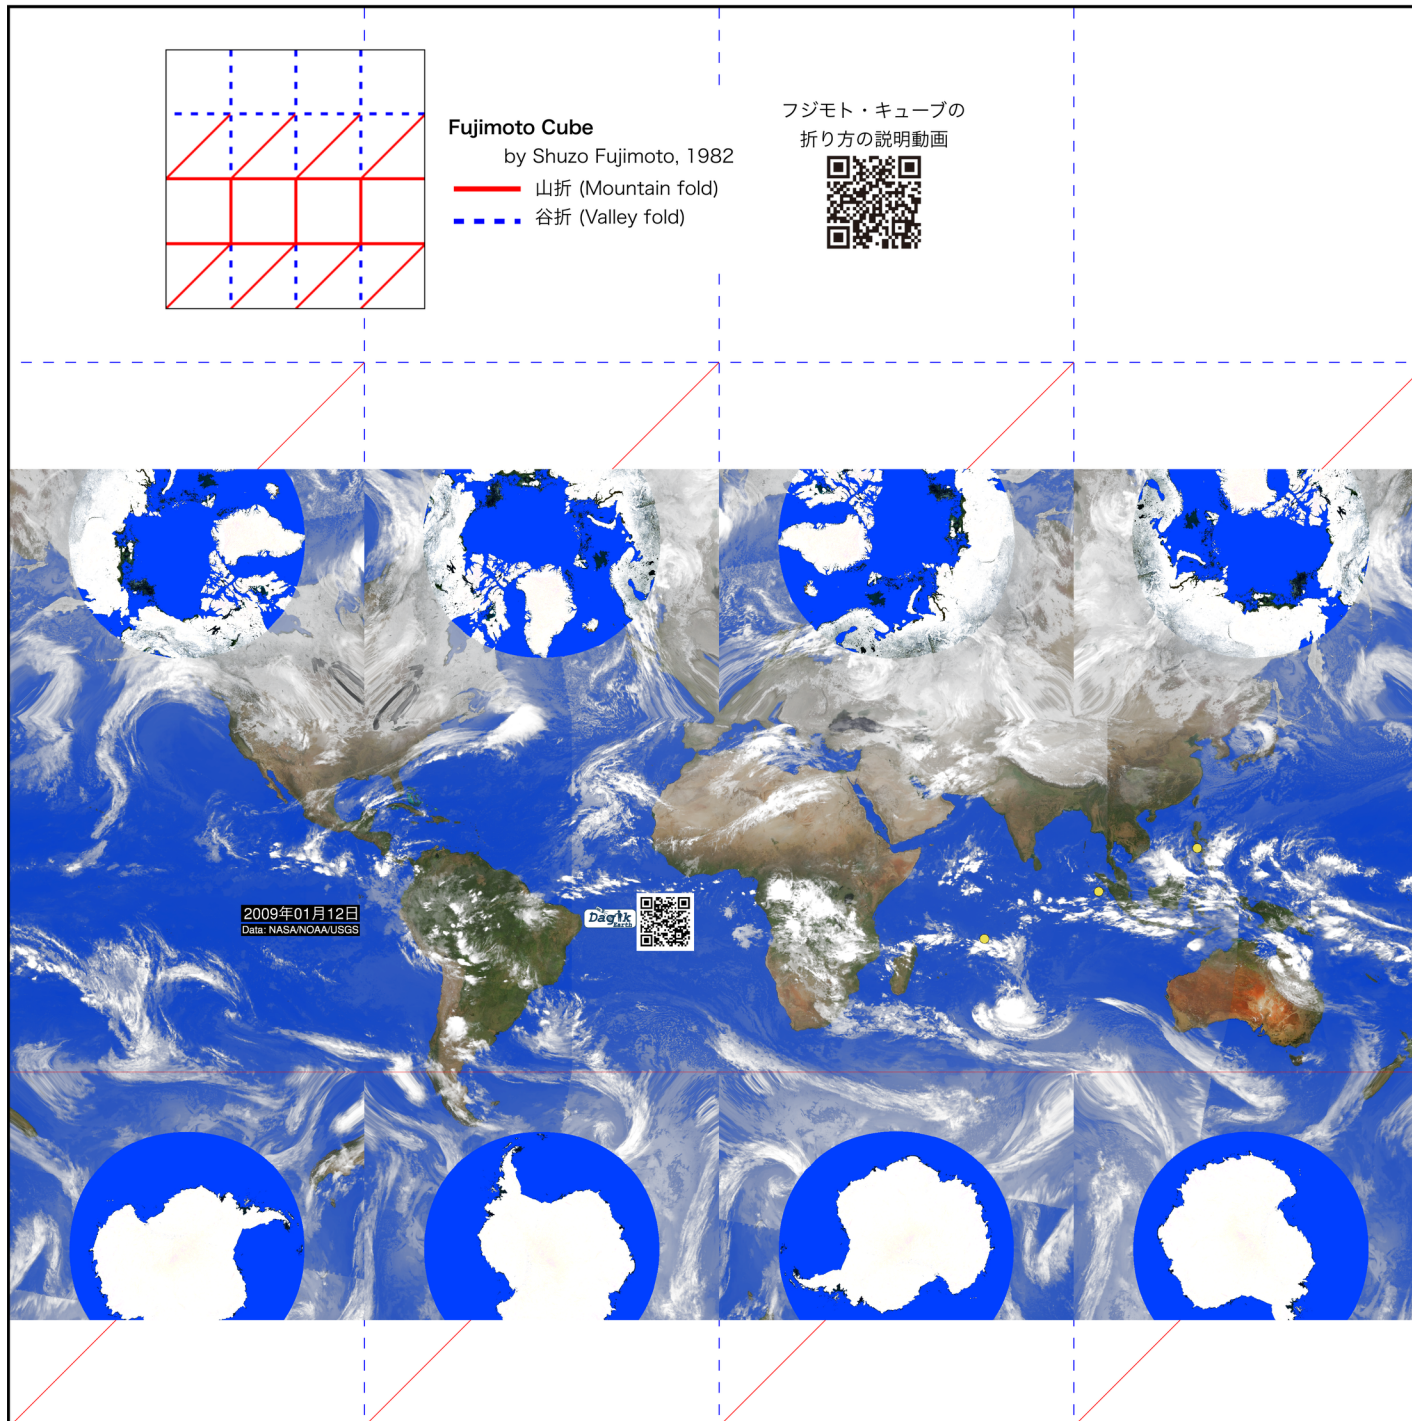 Fujimoto Cube
by Shuzo Fujimoto, 1982
山折 (Mountain fold)
谷折 (Valley fold)
フジモト・キューブの
折り方の説明動画
2009年01月12日
Data: NASA/NOAA/USGS
Dagik
Earth